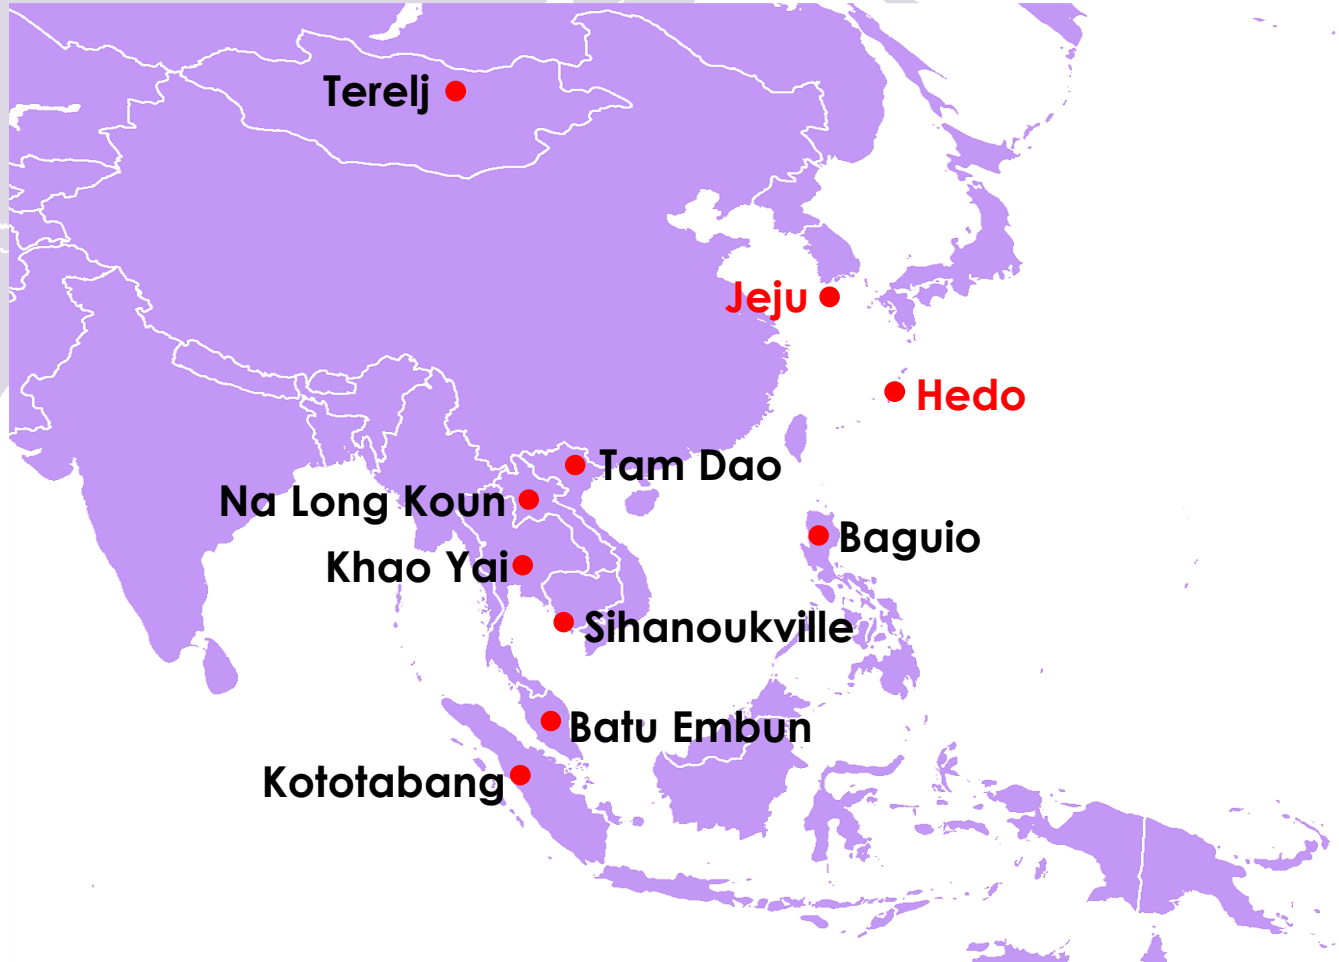 Terelj
Jeju
Hedo
Tam Dao
Na Long Koun
Baguio
Khao Yai
Sihanoukville
Batu Embun
Kototabang